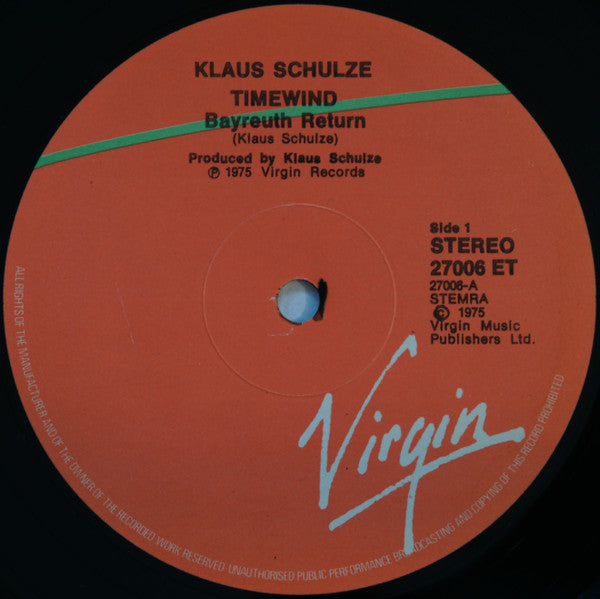 KLAUS SCHULZE
TIMEWIND
Bayreuth Return
(Klaus Schulze)
Produced by Klaus Schulze
℗ 1975 Virgin Records
Side 1
STEREO
27006 ET
27006-A
STEMRA
© 1975
Virgin Music
Publishers Ltd.
Virgin
ALL RIGHTS OF THE MANUFACTURER AND OF THE OWNER OF THE RECORDED WORK RESERVED UNAUTHORISED PUBLIC PERFORMANCE BROADCASTING AND COPYING OF THIS RECORD PROHIBITED